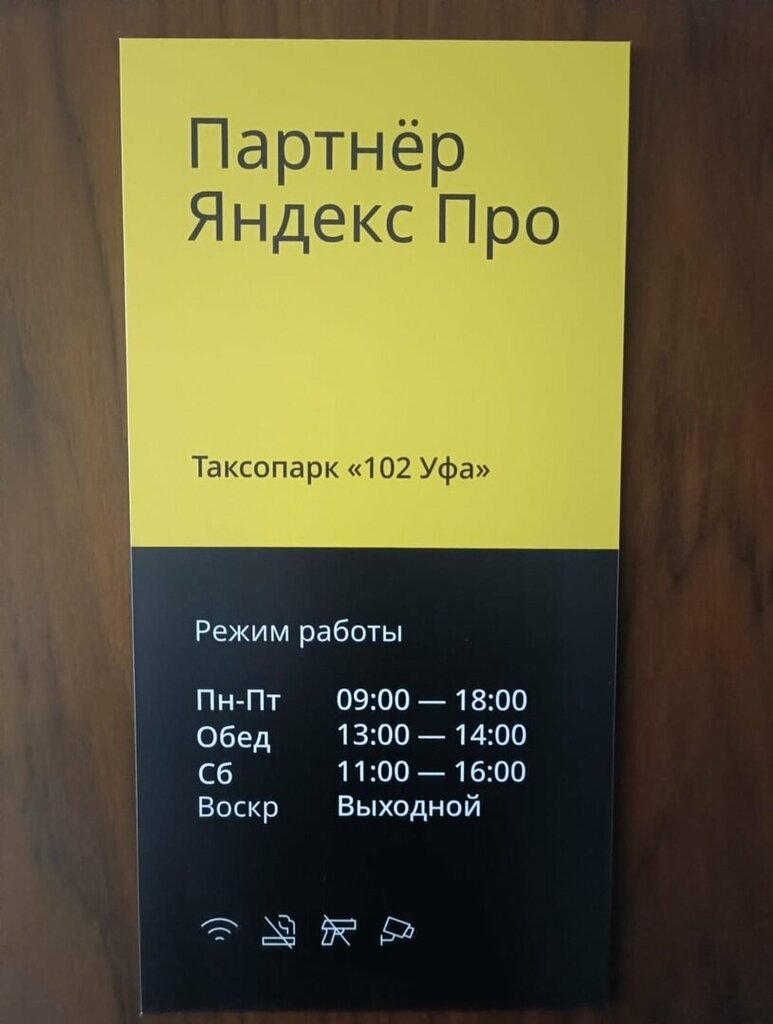 Партнёр
Яндекс Про
Таксопарк «102 Уфа»
Режим работы
Пн-Пт 09:00 — 18:00
Обед 13:00 — 14:00
Сб 11:00 — 16:00
Воскр Выходной